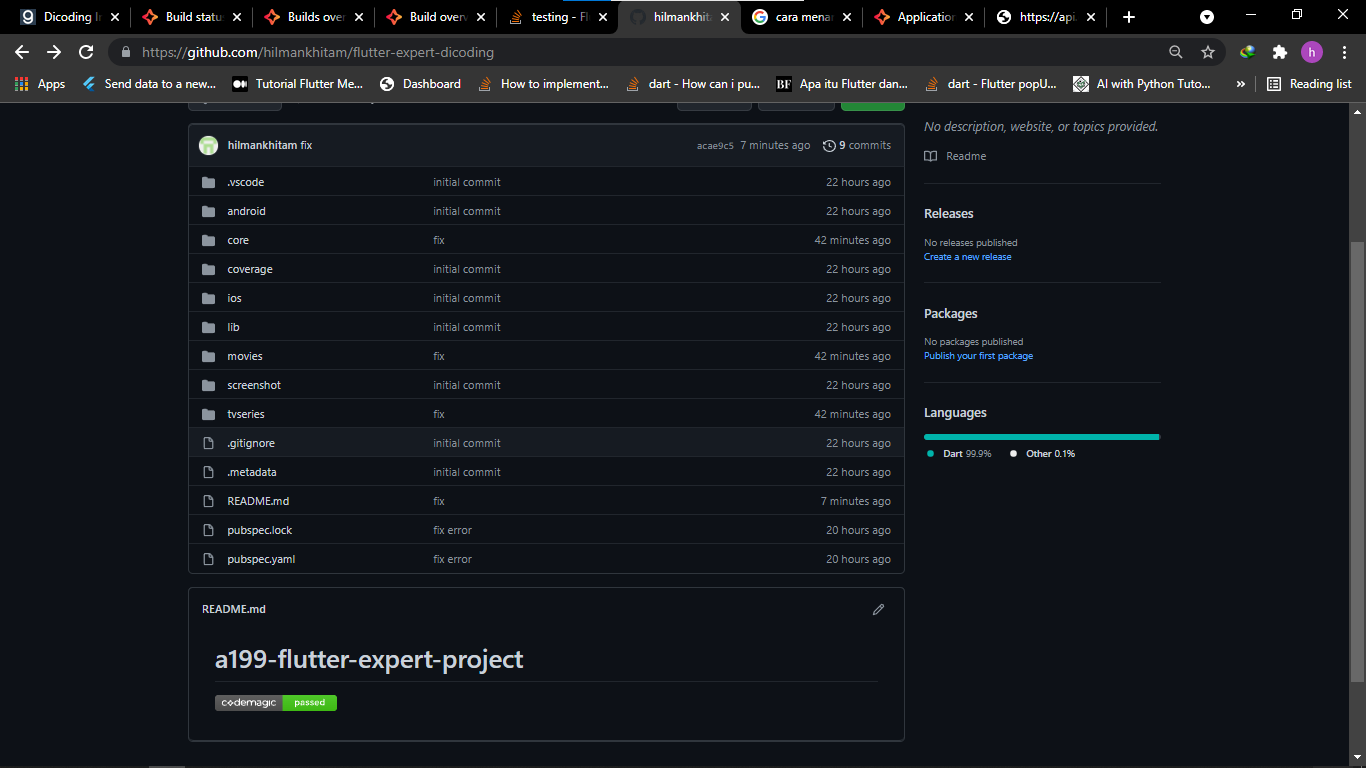 Dicoding In
Build statu
Builds over
Build over
testing - Fl
hilmankhit
cara menar
Application
https://api.
https://github.com/hilmankhitam/flutter-expert-dicoding
h
Apps
Send data to a new...
Tutorial Flutter Me...
Dashboard
How to implement...
dart - How can i pu...
BF Apa itu Flutter dan...
dart - Flutter popU...
AI with Python Tuto...
»
Reading list
hilmankhitam fix
acae9c5 7 minutes ago
9 commits
.vscode initial commit 22 hours ago
android initial commit 22 hours ago
core fix 42 minutes ago
coverage initial commit 22 hours ago
ios initial commit 22 hours ago
lib initial commit 22 hours ago
movies fix 42 minutes ago
screenshot initial commit 22 hours ago
tvseries fix 42 minutes ago
.gitignore initial commit 22 hours ago
.metadata initial commit 22 hours ago
README.md fix 7 minutes ago
pubspec.lock fix error 20 hours ago
pubspec.yaml fix error 20 hours ago
README.md
a199-flutter-expert-project
codemagic passed
No description, website, or topics provided.
Readme
Releases
No releases published
Create a new release
Packages
No packages published
Publish your first package
Languages
Dart 99.9% Other 0.1%